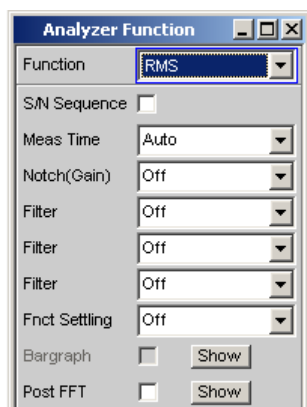 Analyzer Function
Function RMS
S/N Sequence
Meas Time Auto
Notch(Gain) Off
Filter Off
Filter Off
Filter Off
Fnct Settling Off
Bargraph Show
Post FFT Show